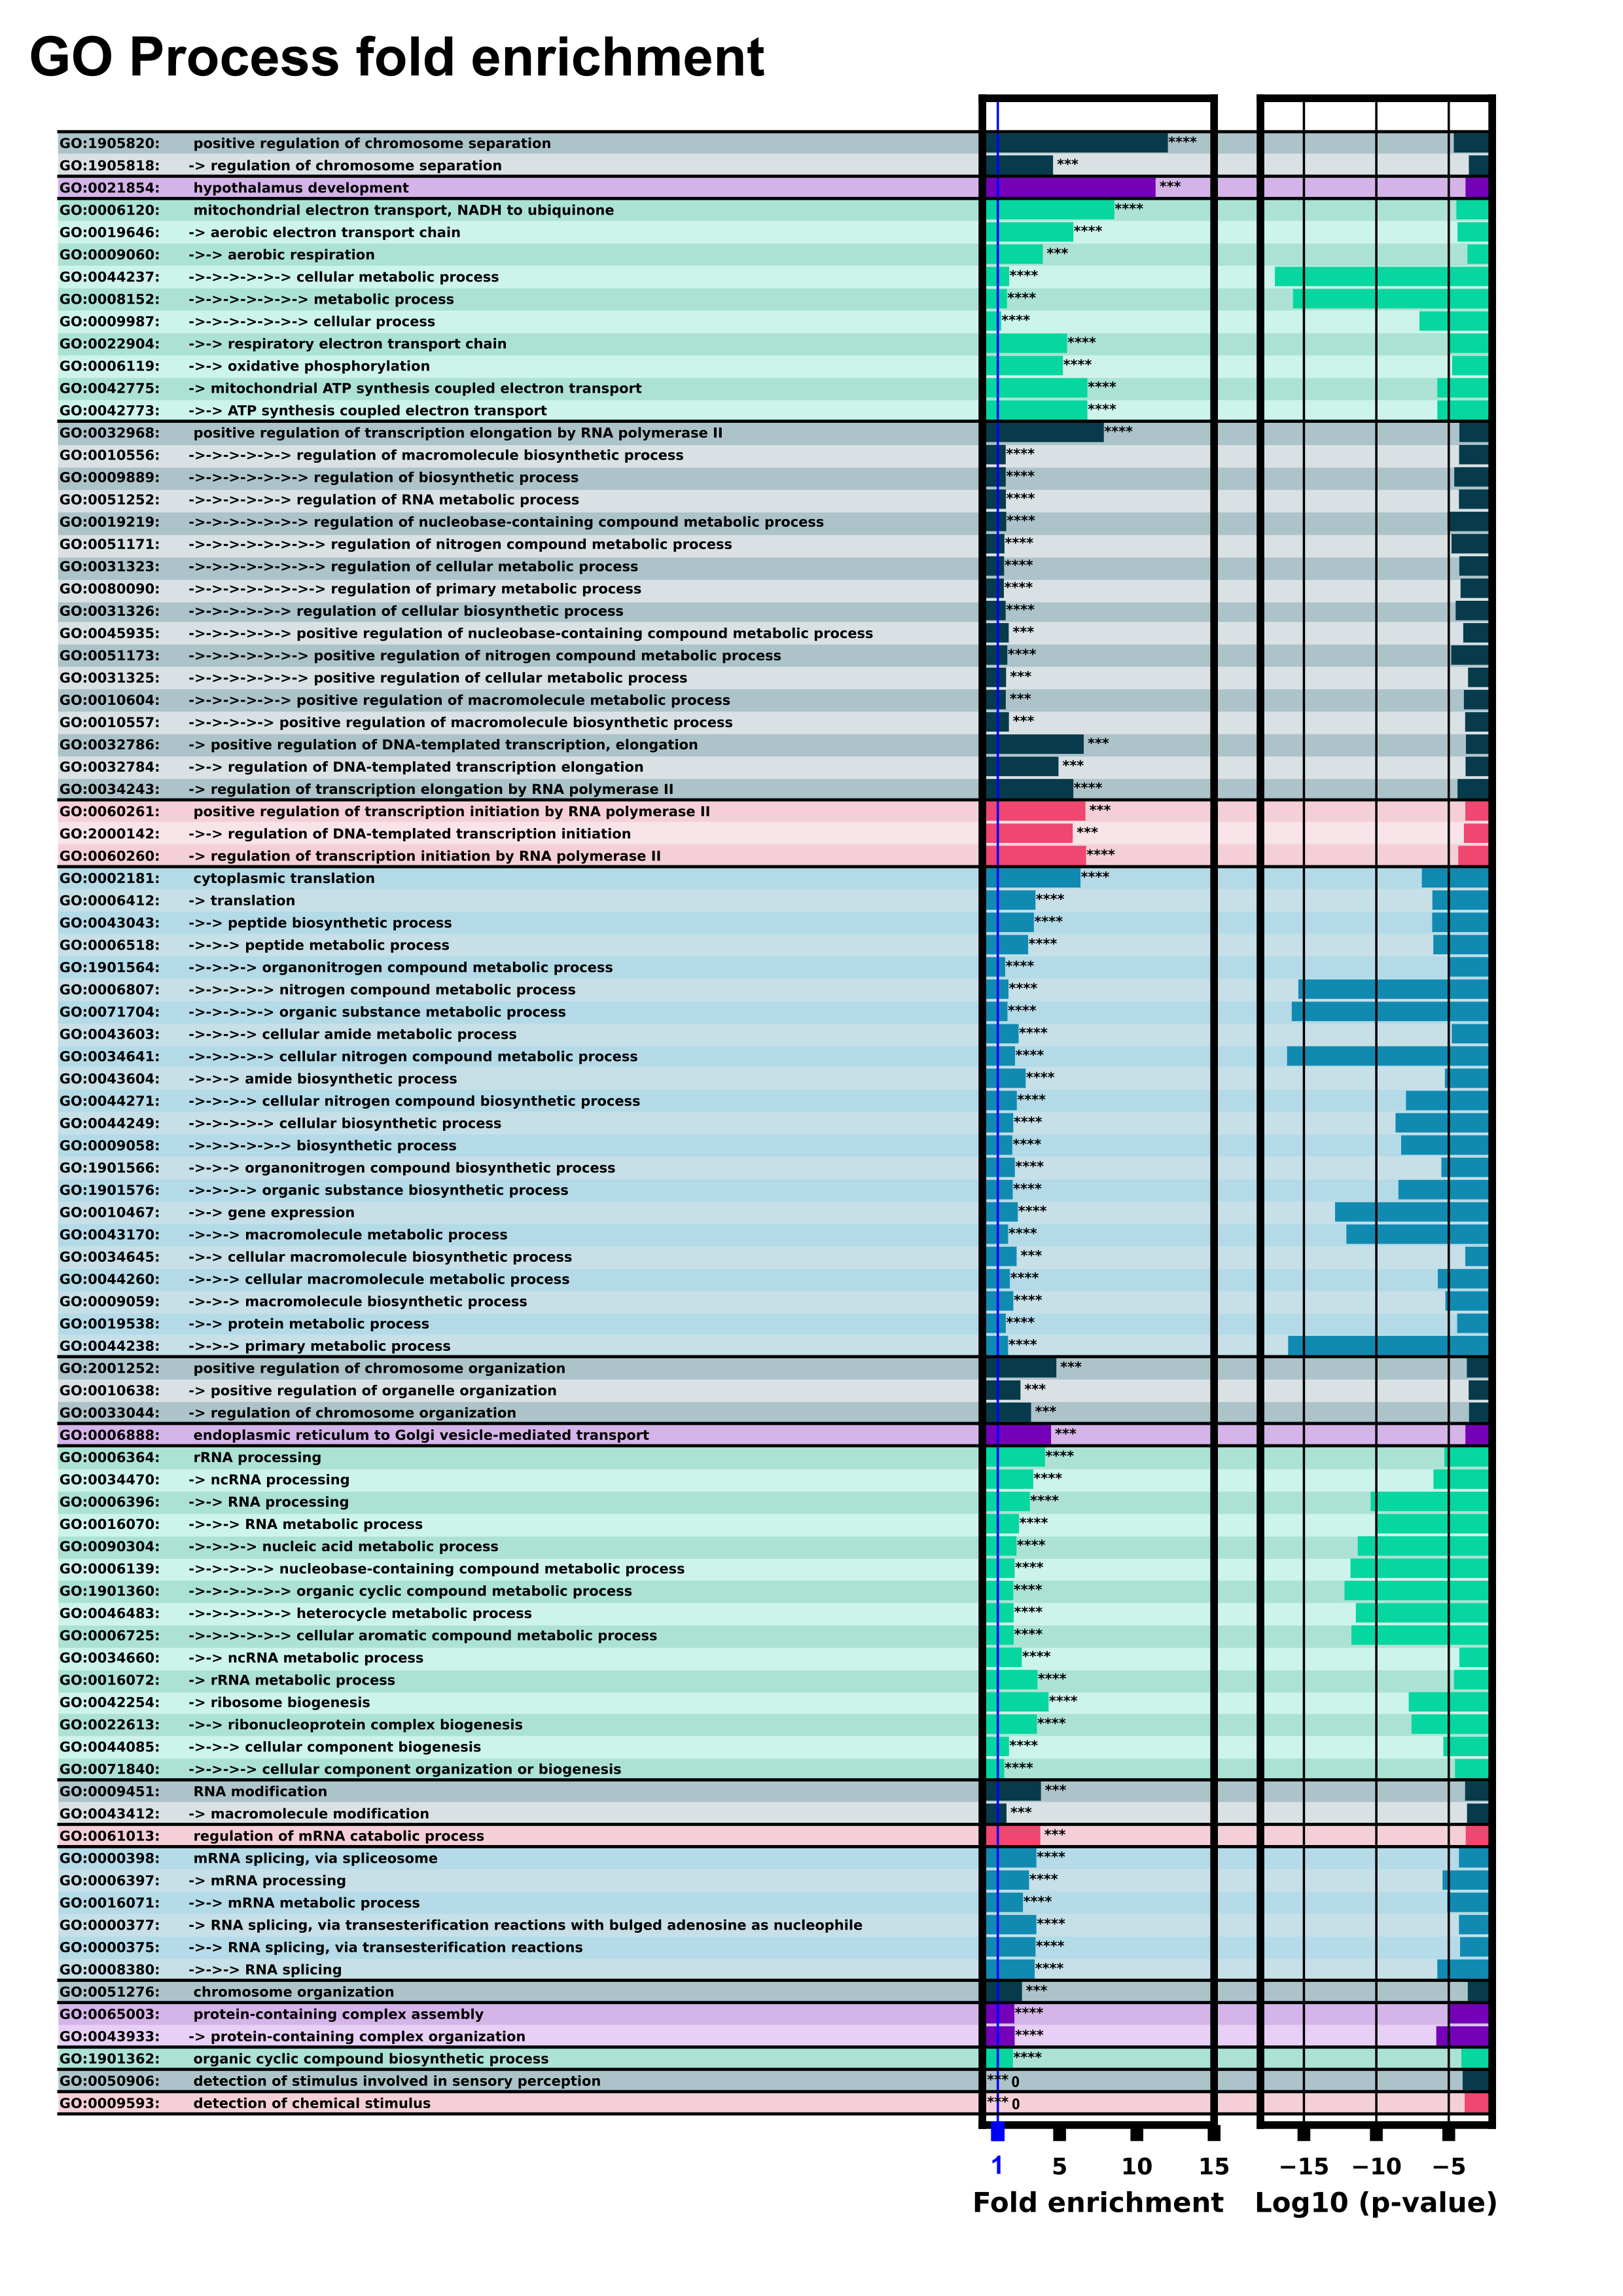 GO Process fold enrichment
GO:1905820: positive regulation of chromosome separation ****
GO:1905818: -> regulation of chromosome separation ***
GO:0021854: hypothalamus development ***
GO:0006120: mitochondrial electron transport, NADH to ubiquinone ****
GO:0019646: -> aerobic electron transport chain ****
GO:0009060: ->-> aerobic respiration ***
GO:0044237: ->->->->->-> cellular metabolic process ****
GO:0008152: ->->->->->->-> metabolic process ****
GO:0009987: ->->->->->->-> cellular process ****
GO:0022904: ->-> respiratory electron transport chain ****
GO:0006119: ->-> oxidative phosphorylation ****
GO:0042775: -> mitochondrial ATP synthesis coupled electron transport ****
GO:0042773: ->-> ATP synthesis coupled electron transport ****
GO:0032968: positive regulation of transcription elongation by RNA polymerase II ****
GO:0010556: ->->->->->-> regulation of macromolecule biosynthetic process ****
GO:0009889: ->->->->->->-> regulation of biosynthetic process ****
GO:0051252: ->->->->->-> regulation of RNA metabolic process ****
GO:0019219: ->->->->->->-> regulation of nucleobase-containing compound metabolic process ****
GO:0051171: ->->->->->->->-> regulation of nitrogen compound metabolic process ****
GO:0031323: ->->->->->->->-> regulation of cellular metabolic process ****
GO:0080090: ->->->->->->->-> regulation of primary metabolic process ****
GO:0031326: ->->->->->-> regulation of cellular biosynthetic process ****
GO:0045935: ->->->->->-> positive regulation of nucleobase-containing compound metabolic process ***
GO:0051173: ->->->->->->-> positive regulation of nitrogen compound metabolic process ****
GO:0031325: ->->->->->->-> positive regulation of cellular metabolic process ***
GO:0010604: ->->->->->-> positive regulation of macromolecule metabolic process ***
GO:0010557: ->->->->-> positive regulation of macromolecule biosynthetic process ***
GO:0032786: -> positive regulation of DNA-templated transcription, elongation ***
GO:0032784: ->-> regulation of DNA-templated transcription elongation ***
GO:0034243: -> regulation of transcription elongation by RNA polymerase II ****
GO:0060261: positive regulation of transcription initiation by RNA polymerase II ***
GO:2000142: ->-> regulation of DNA-templated transcription initiation ***
GO:0060260: -> regulation of transcription initiation by RNA polymerase II ****
GO:0002181: cytoplasmic translation ****
GO:0006412: -> translation ****
GO:0043043: ->-> peptide biosynthetic process ****
GO:0006518: ->->-> peptide metabolic process ****
GO:1901564: ->->->-> organonitrogen compound metabolic process ****
GO:0006807: ->->->->-> nitrogen compound metabolic process ****
GO:0071704: ->->->->-> organic substance metabolic process ****
GO:0043603: ->->->-> cellular amide metabolic process ****
GO:0034641: ->->->->-> cellular nitrogen compound metabolic process ****
GO:0043604: ->->-> amide biosynthetic process ****
GO:0044271: ->->->-> cellular nitrogen compound biosynthetic process ****
GO:0044249: ->->->->-> cellular biosynthetic process ****
GO:0009058: ->->->->->-> biosynthetic process ****
GO:1901566: ->->-> organonitrogen compound biosynthetic process ****
GO:1901576: ->->->-> organic substance biosynthetic process ****
GO:0010467: ->-> gene expression ****
GO:0043170: ->->-> macromolecule metabolic process ****
GO:0034645: ->-> cellular macromolecule biosynthetic process ***
GO:0044260: ->->-> cellular macromolecule metabolic process ****
GO:0009059: ->->-> macromolecule biosynthetic process ****
GO:0019538: ->-> protein metabolic process ****
GO:0044238: ->->-> primary metabolic process ****
GO:2001252: positive regulation of chromosome organization ***
GO:0010638: -> positive regulation of organelle organization ***
GO:0033044: -> regulation of chromosome organization ***
GO:0006888: endoplasmic reticulum to Golgi vesicle-mediated transport ***
GO:0006364: rRNA processing ****
GO:0034470: -> ncRNA processing ****
GO:0006396: ->-> RNA processing ****
GO:0016070: ->->-> RNA metabolic process ****
GO:0090304: ->->->-> nucleic acid metabolic process ****
GO:0006139: ->->->->-> nucleobase-containing compound metabolic process ****
GO:1901360: ->->->->->-> organic cyclic compound metabolic process ****
GO:0046483: ->->->->->-> heterocycle metabolic process ****
GO:0006725: ->->->->->-> cellular aromatic compound metabolic process ****
GO:0034660: ->-> ncRNA metabolic process ****
GO:0016072: -> rRNA metabolic process ****
GO:0042254: -> ribosome biogenesis ****
GO:0022613: ->-> ribonucleoprotein complex biogenesis ****
GO:0044085: ->->-> cellular component biogenesis ****
GO:0071840: ->->->-> cellular component organization or biogenesis ****
GO:0009451: RNA modification ***
GO:0043412: -> macromolecule modification ***
GO:0061013: regulation of mRNA catabolic process ***
GO:0000398: mRNA splicing, via spliceosome ****
GO:0006397: -> mRNA processing ****
GO:0016071: ->-> mRNA metabolic process ****
GO:0000377: -> RNA splicing, via transesterification reactions with bulged adenosine as nucleophile ****
GO:0000375: ->-> RNA splicing, via transesterification reactions ****
GO:0008380: ->->-> RNA splicing ****
GO:0051276: chromosome organization ***
GO:0065003: protein-containing complex assembly ****
GO:0043933: -> protein-containing complex organization ****
GO:1901362: organic cyclic compound biosynthetic process ****
GO:0050906: detection of stimulus involved in sensory perception *** 0
GO:0009593: detection of chemical stimulus *** 0
1 5 10 15 −15 −10 −5
Fold enrichment Log10 (p-value)